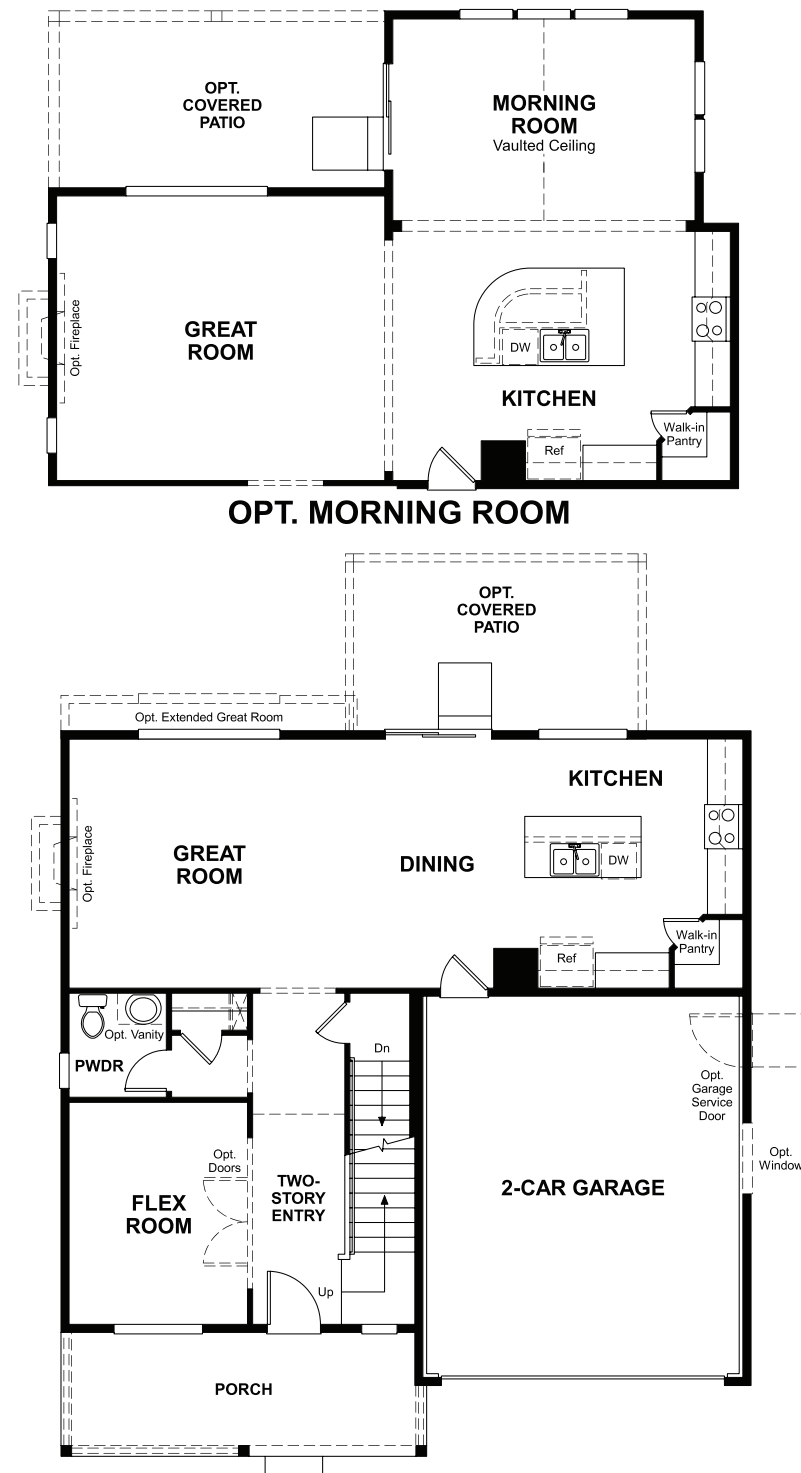 OPT.
COVERED
PATIO
MORNING
ROOM
Vaulted Ceiling
GREAT
ROOM
Opt. Fireplace
DW
KITCHEN
Walk-in
Pantry
Ref
OPT. MORNING ROOM
OPT.
COVERED
PATIO
Opt. Extended Great Room
KITCHEN
GREAT
ROOM
Opt. Fireplace
DINING
DW
Walk-in
Pantry
Ref
Opt. Vanity
PWDR
Dn
Opt.
Garage
Service
Door
Opt.
Doors
Opt.
Window
FLEX
ROOM
TWO-
STORY
ENTRY
2-CAR GARAGE
Up
PORCH